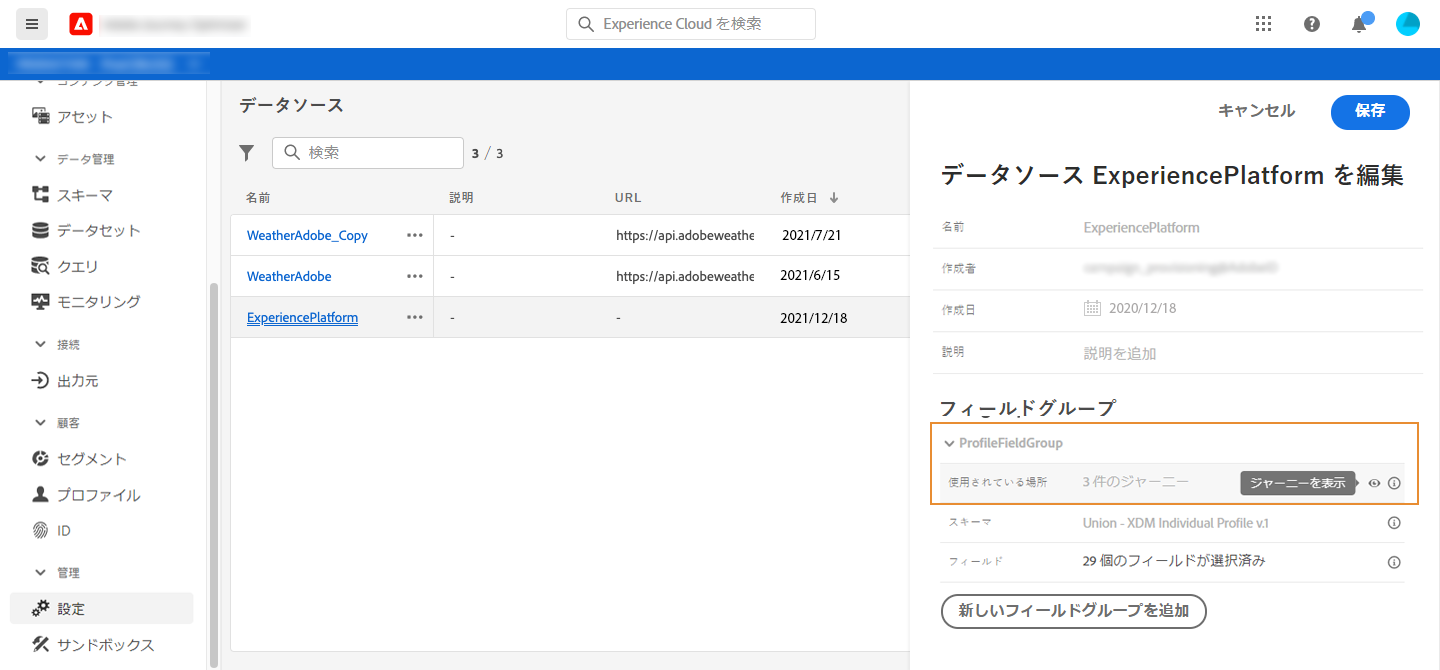 Experience Cloud を検索
コンテンツ管理
アセット
データ管理
スキーマ
データセット
クエリ
モニタリング
接続
出力元
顧客
セグメント
プロファイル
ID
管理
設定
サンドボックス
データソース
検索
3 / 3
名前 説明 URL 作成日
WeatherAdobe_Copy - https://api.adobeweathe 2021/7/21
WeatherAdobe - https://api.adobeweathe 2021/6/15
ExperiencePlatform - - 2021/12/18
キャンセル 保存
データソース ExperiencePlatform を編集
名前 ExperiencePlatform
作成者
作成日 2020/12/18
説明 説明を追加
フィールドグループ
ProfileFieldGroup
使用されている場所 3 件のジャーニー ジャーニーを表示
スキーマ Union - XDM Individual Profile v.1
フィールド 29 個のフィールドが選択済み
新しいフィールドグループを追加